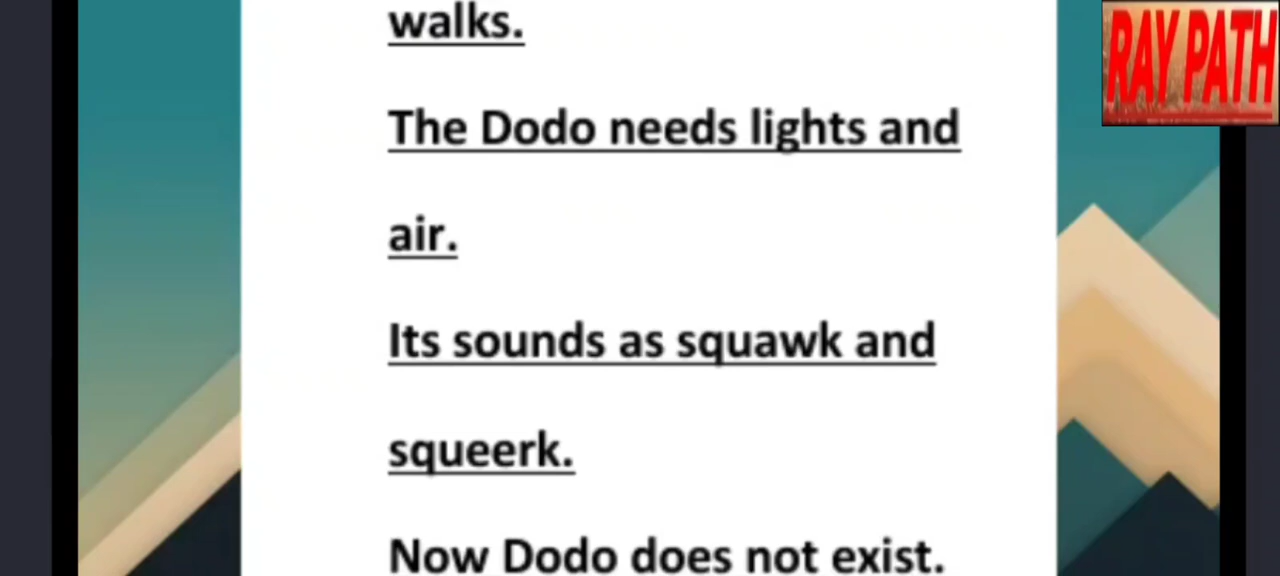 RAY PATH
walks.
The Dodo needs lights and
air.
Its sounds as squawk and
squeerk.
Now Dodo does not exist.